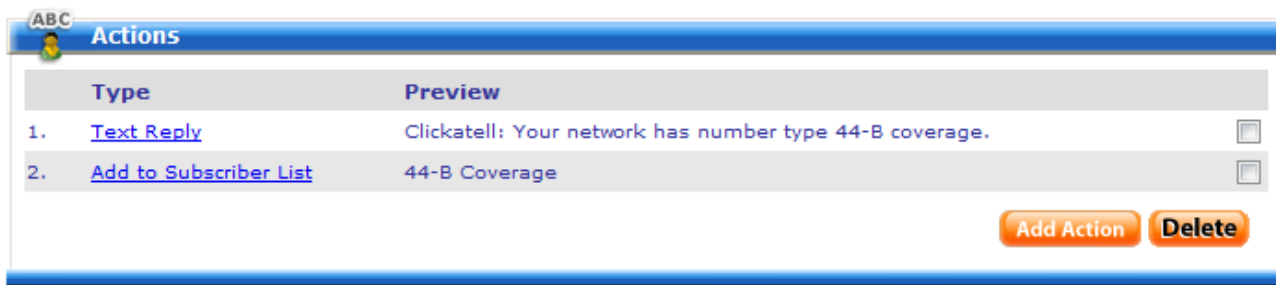 ABC
Actions
Type Preview
1. Text Reply Clickatell: Your network has number type 44-B coverage.
2. Add to Subscriber List 44-B Coverage
Add Action Delete